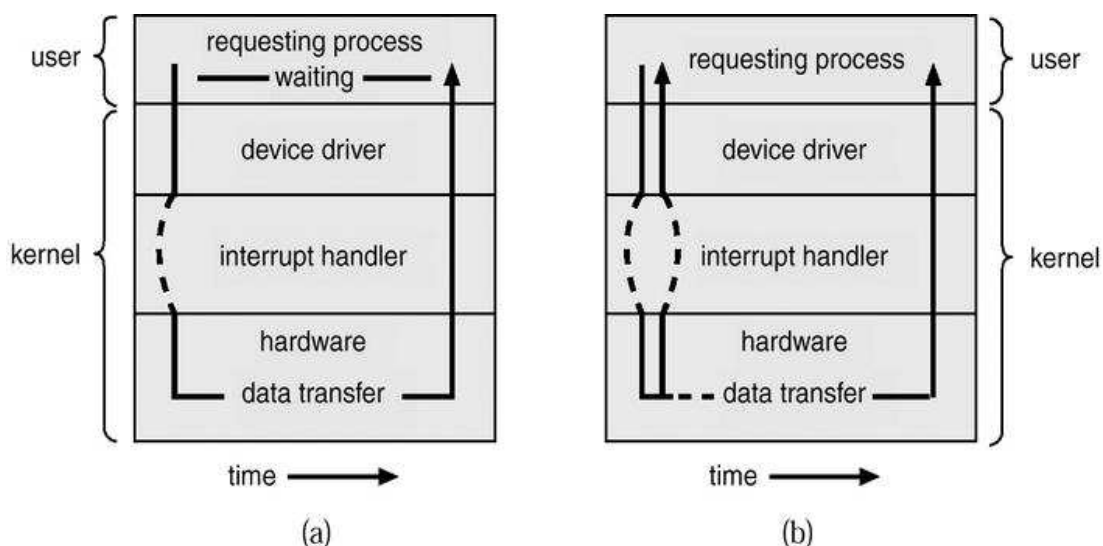 user
requesting process
waiting
kernel
device driver
interrupt handler
hardware
data transfer
time
(a)
requesting process
user
device driver
interrupt handler
kernel
hardware
data transfer
time
(b)